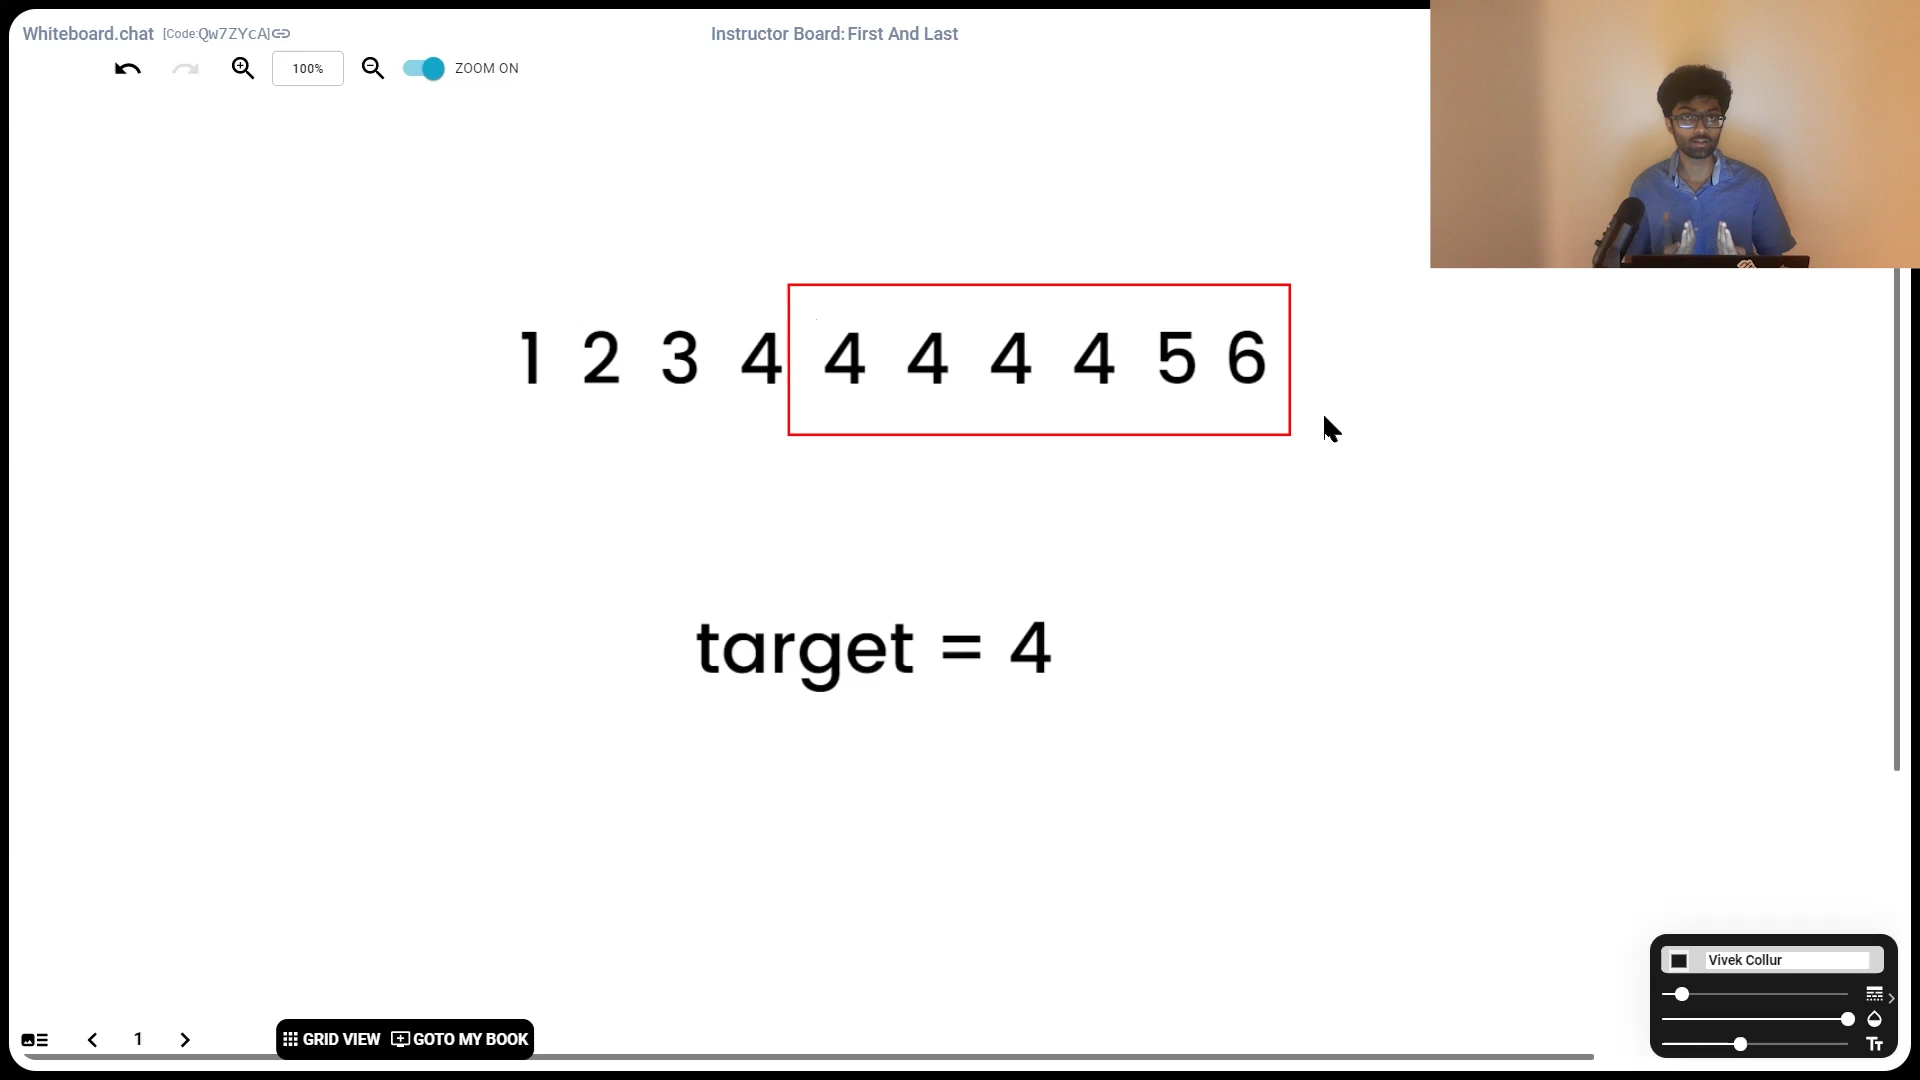 Whiteboard.chat [Code:Qw7ZYcA]
Instructor Board: First And Last
100%
ZOOM ON
1 2 3 4 4 4 4 4 5 6
target = 4
Vivek Collur
Tт
1
GRID VIEW GOTO MY BOOK